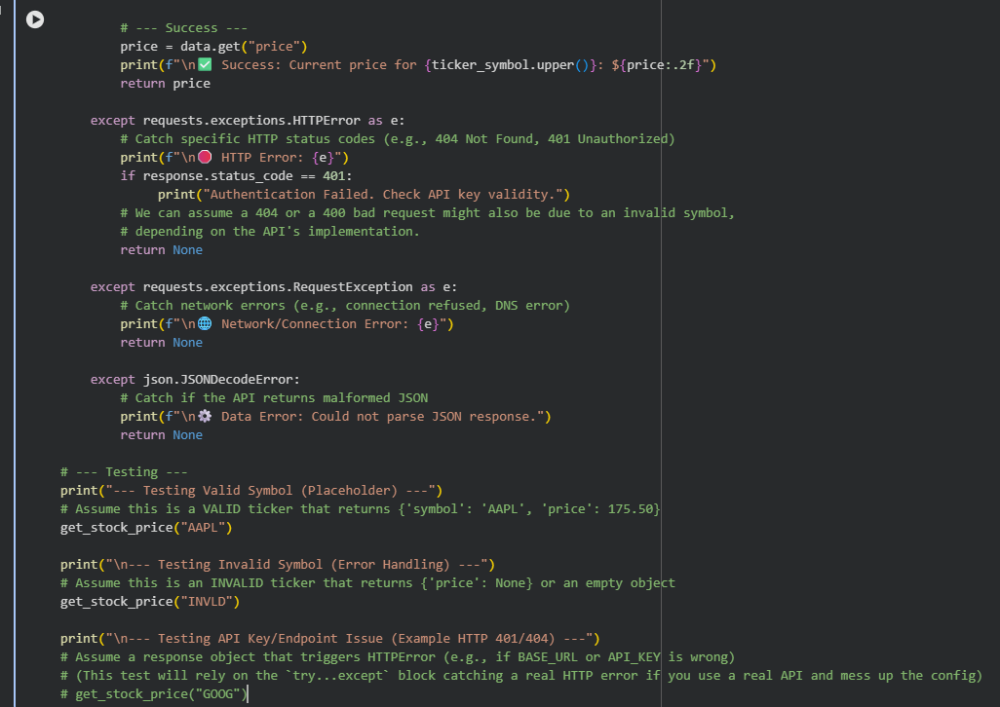 # --- Success ---
price = data.get("price")
print(f"\n✅ Success: Current price for {ticker_symbol.upper()}: ${price:.2f}")
return price
except requests.exceptions.HTTPError as e:
# Catch specific HTTP status codes (e.g., 404 Not Found, 401 Unauthorized)
print(f"\n🛑 HTTP Error: {e}")
if response.status_code == 401:
print("Authentication Failed. Check API key validity.")
# We can assume a 404 or a 400 bad request might also be due to an invalid symbol,
# depending on the API's implementation.
return None
except requests.exceptions.RequestException as e:
# Catch network errors (e.g., connection refused, DNS error)
print(f"\n🌐 Network/Connection Error: {e}")
return None
except json.JSONDecodeError:
# Catch if the API returns malformed JSON
print(f"\n⚙️ Data Error: Could not parse JSON response.")
return None
# --- Testing ---
print("--- Testing Valid Symbol (Placeholder) ---")
# Assume this is a VALID ticker that returns {'symbol': 'AAPL', 'price': 175.50}
get_stock_price("AAPL")
print("\n--- Testing Invalid Symbol (Error Handling) ---")
# Assume this is an INVALID ticker that returns {'price': None} or an empty object
get_stock_price("INVLD")
print("\n--- Testing API Key/Endpoint Issue (Example HTTP 401/404) ---")
# Assume a response object that triggers HTTPError (e.g., if BASE_URL or API_KEY is wrong)
# (This test will rely on the `try...except` block catching a real HTTP error if you use a real API and mess up the config)
# get_stock_price("GOOG")